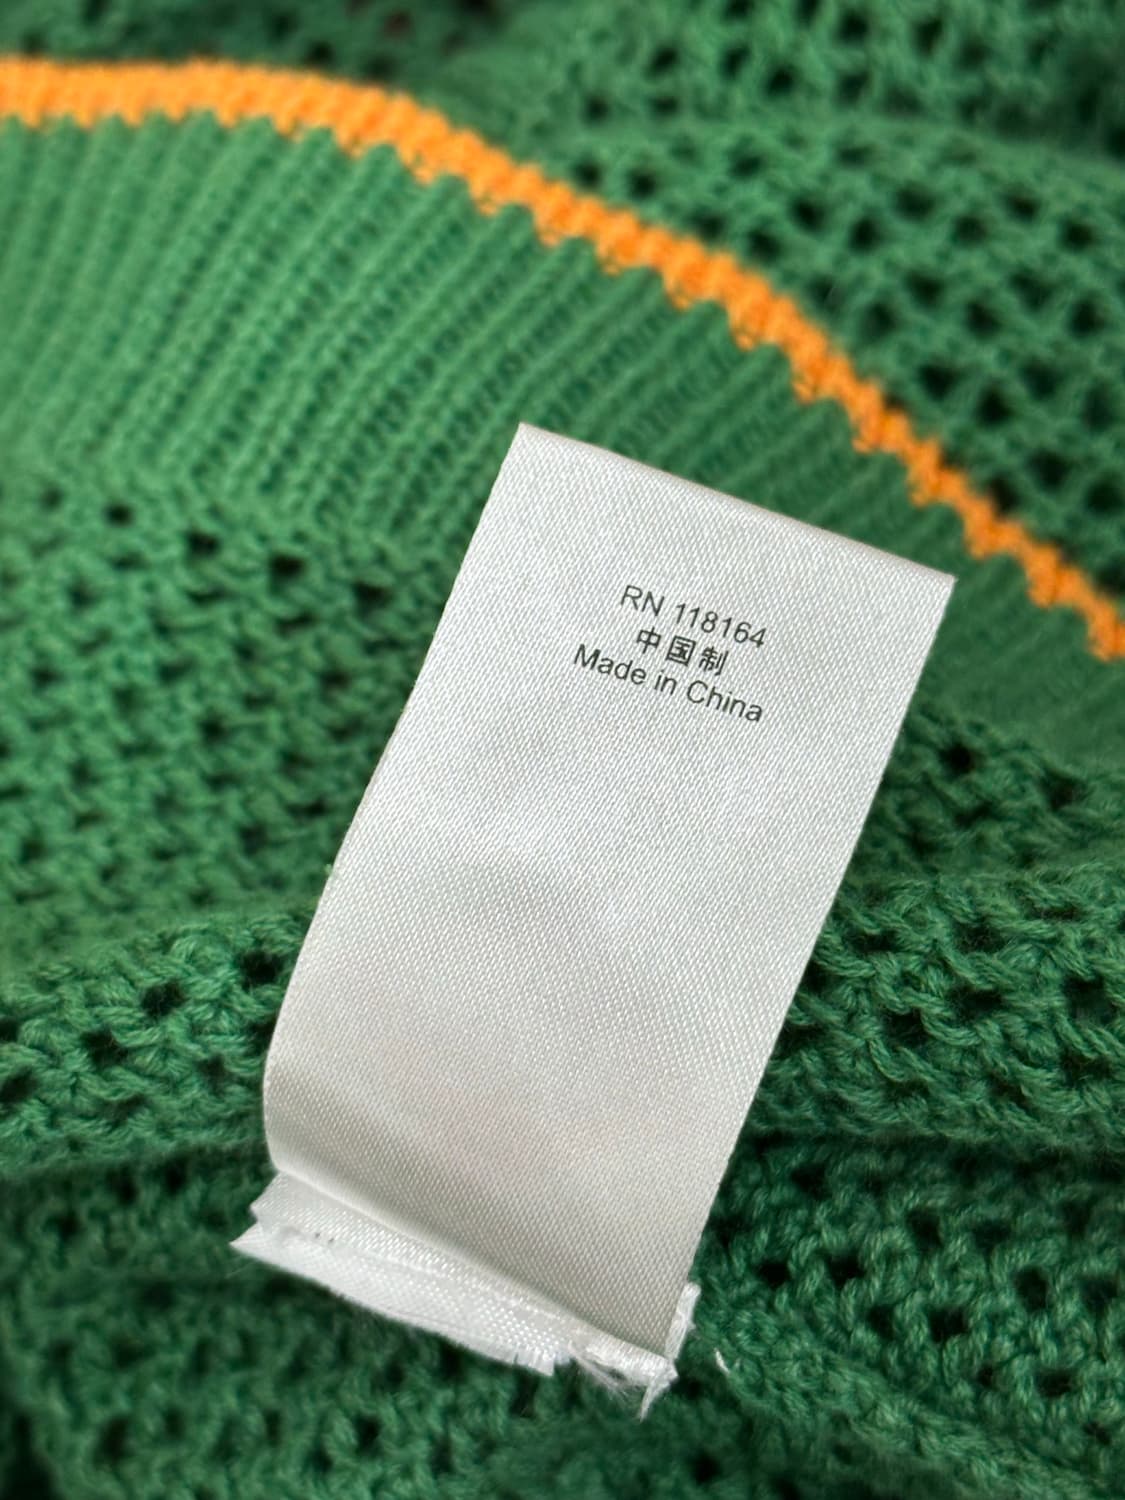 RN 118164
中国制
Made in China